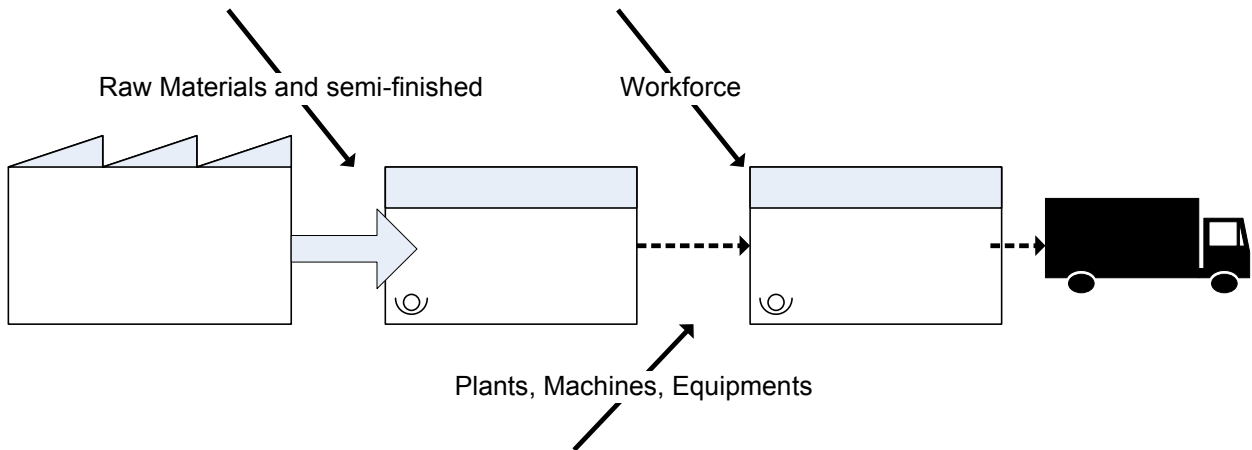 Raw Materials and semi-finished
Workforce
Plants, Machines, Equipments